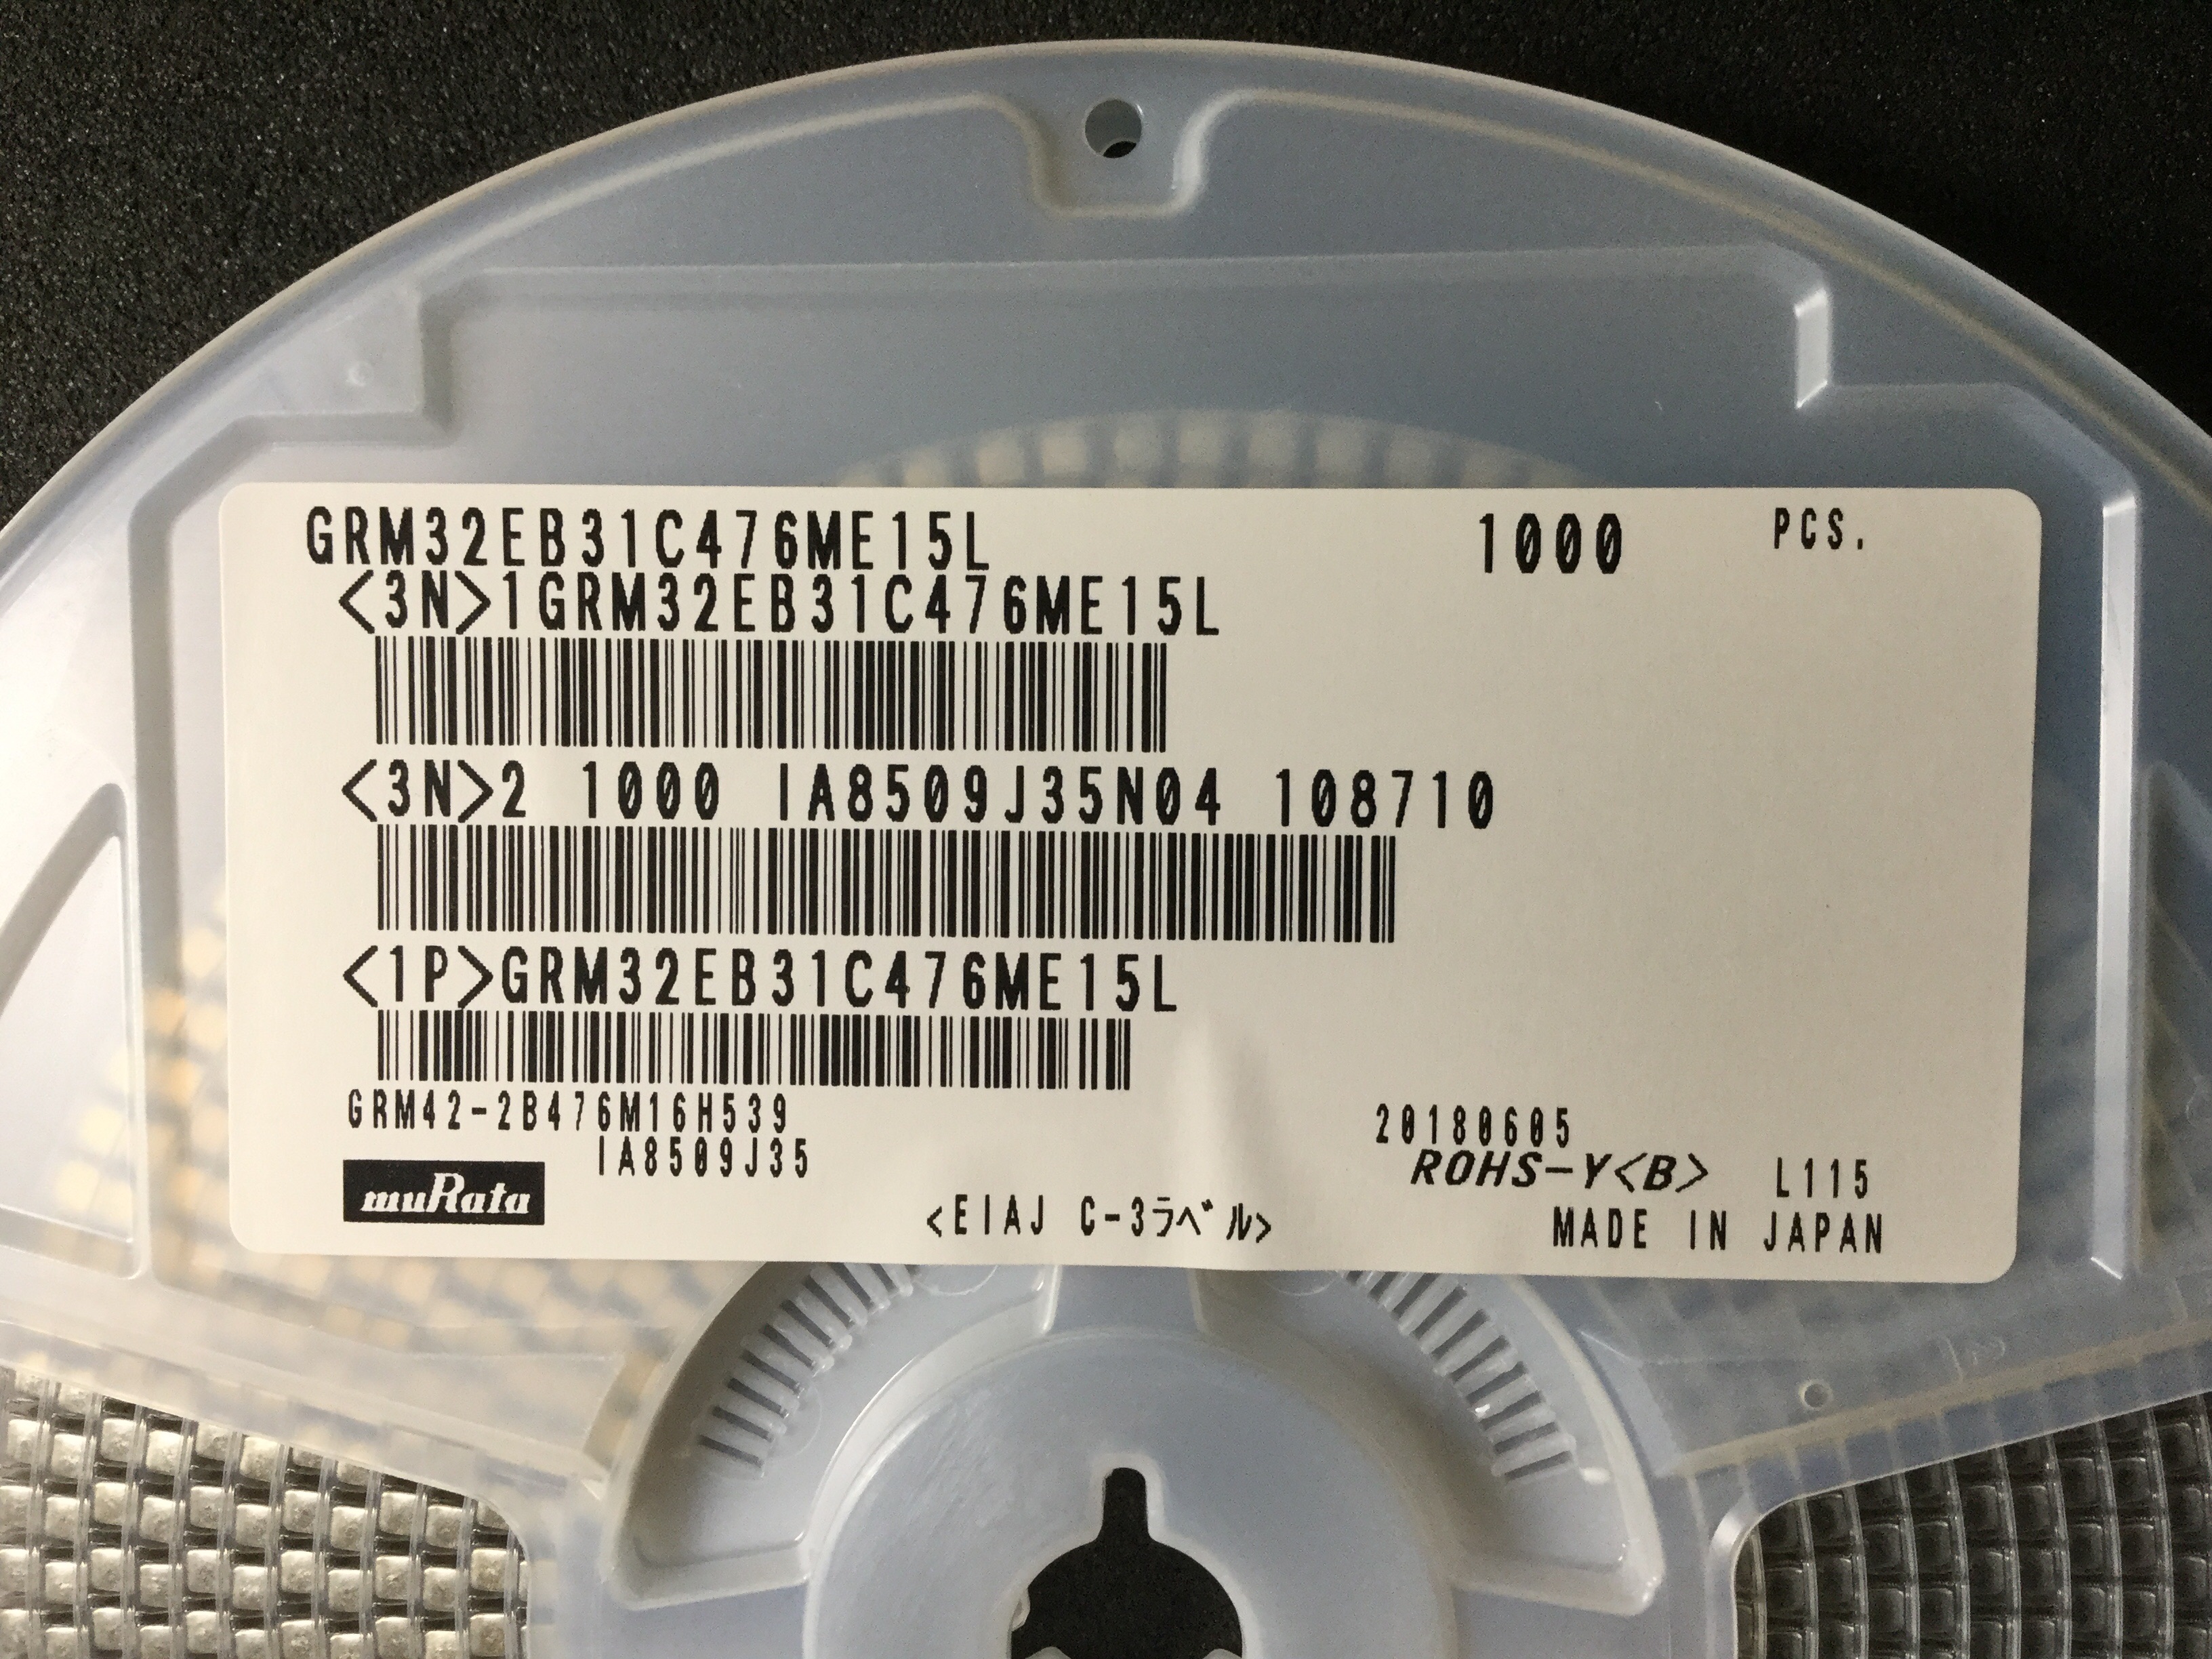 GRM32EB31C476ME15L 1000 PCS.
<3N>1GRM32EB31C476ME15L
<3N>2 1000 IA8509J35N04 108710
<1P>GRM32EB31C476ME15L
GRM42-2B476M16H539 20180605
IA8509J35 ROHS-Y<B> L115
muRata <EIAJ C-3ラベル> MADE IN JAPAN